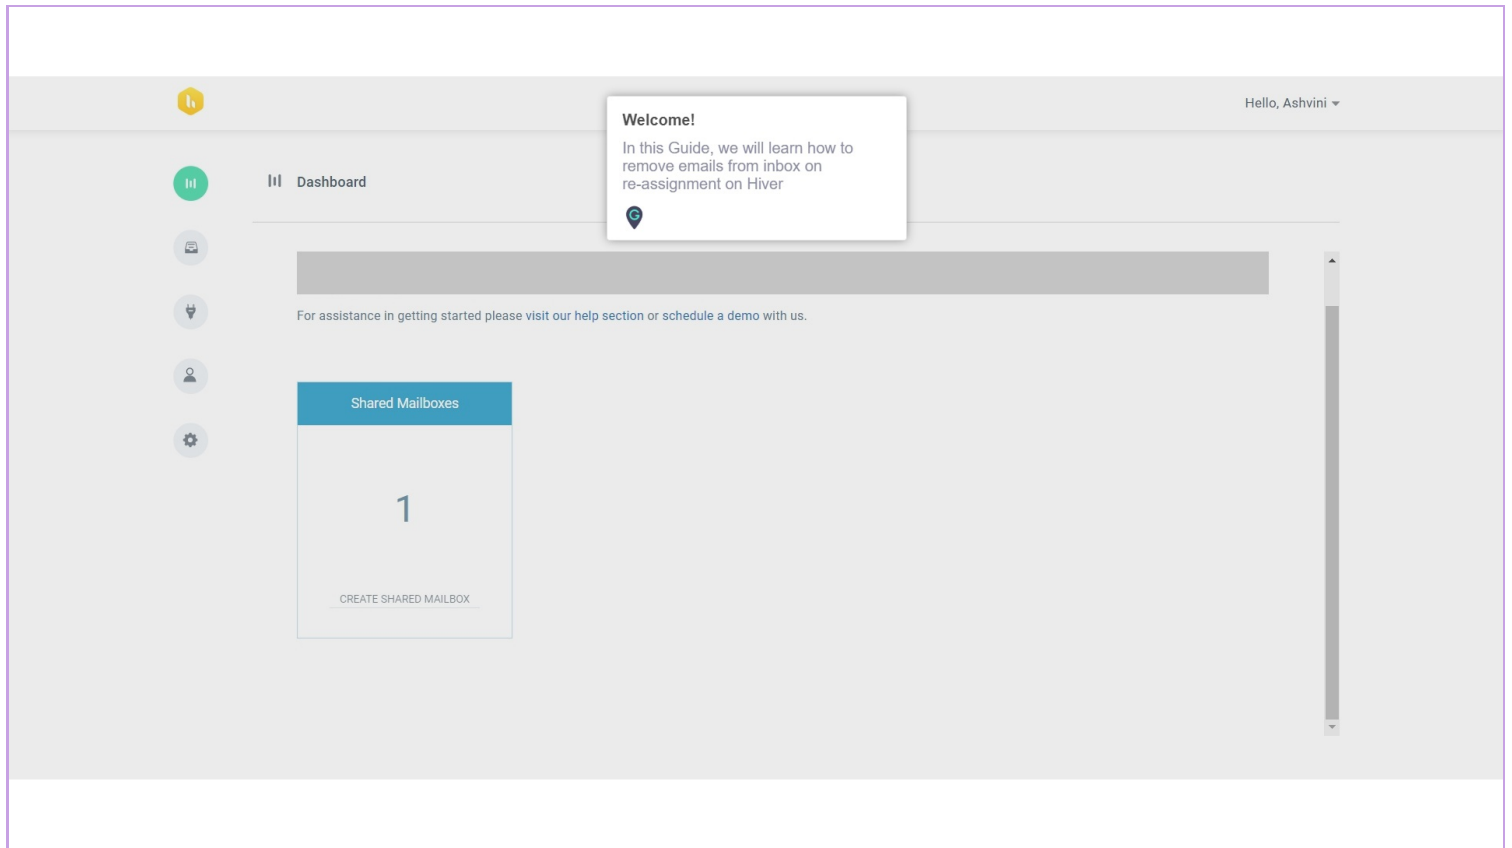 Hello, Ashvini
Welcome!
In this Guide, we will learn how to
remove emails from inbox on
re-assignment on Hiver
Dashboard
For assistance in getting started please visit our help section or schedule a demo with us.
Shared Mailboxes
1
CREATE SHARED MAILBOX